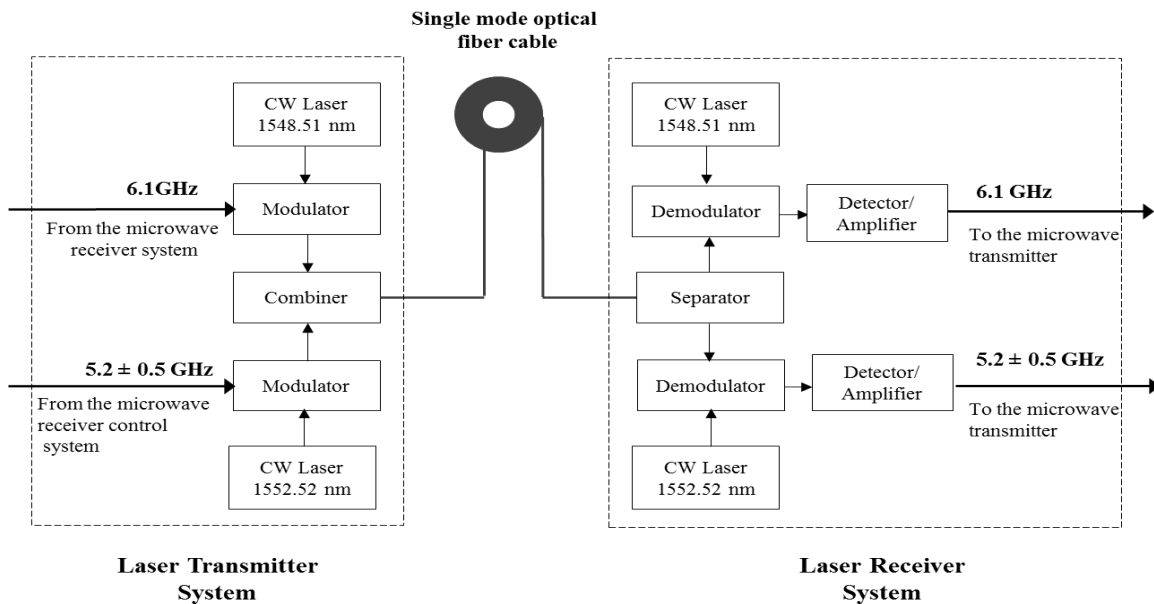 Single mode optical
fiber cable
CW Laser
1548.51 nm
6.1GHz
Modulator
From the microwave
receiver system
Combiner
5.2 ± 0.5 GHz
Modulator
From the microwave
receiver control
system
CW Laser
1552.52 nm
Laser Transmitter
System
CW Laser
1548.51 nm
Demodulator
Detector/
Amplifier
6.1 GHz
To the microwave
transmitter
Separator
Demodulator
Detector/
Amplifier
5.2 ± 0.5 GHz
To the microwave
transmitter
CW Laser
1552.52 nm
Laser Receiver
System